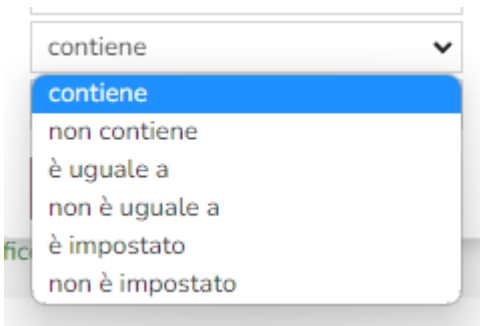 contiene
contiene
non contiene
è uguale a
non è uguale a
è impostato
non è impostato